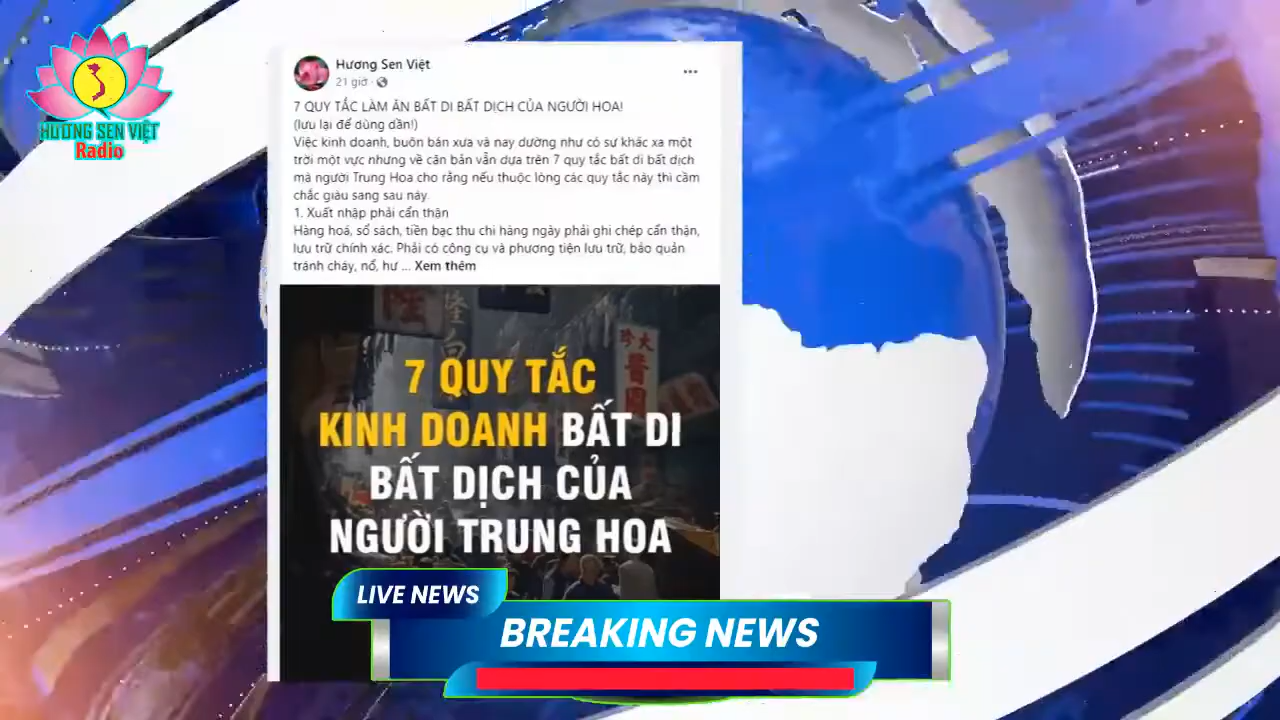 HƯƠNG SEN VIỆT
Radio
Hương Sen Việt
21 giờ ·
7 QUY TẮC LÀM ĂN BẤT DI BẤT DỊCH CỦA NGƯỜI HOA!
(lưu lại để dùng dần!)
Việc kinh doanh, buôn bán xưa và nay dường như có sự khác xa một
trời một vực nhưng về căn bản vẫn dựa trên 7 quy tắc bất di bất dịch
mà người Trung Hoa cho rằng nếu thuộc lòng các quy tắc này thì cầm
chắc giàu sang sau này.
1. Xuất nhập phải cẩn thận
Hàng hoá, sổ sách, tiền bạc thu chi hàng ngày phải ghi chép cẩn thận,
lưu trữ chính xác. Phải có công cụ và phương tiện lưu trữ, bảo quản
tránh cháy, nổ, hư ... Xem thêm
大
珍
醫
7 QUY TẮC
KINH DOANH BẤT DI
BẤT DỊCH CỦA
NGƯỜI TRUNG HOA
LIVE NEWS
BREAKING NEWS